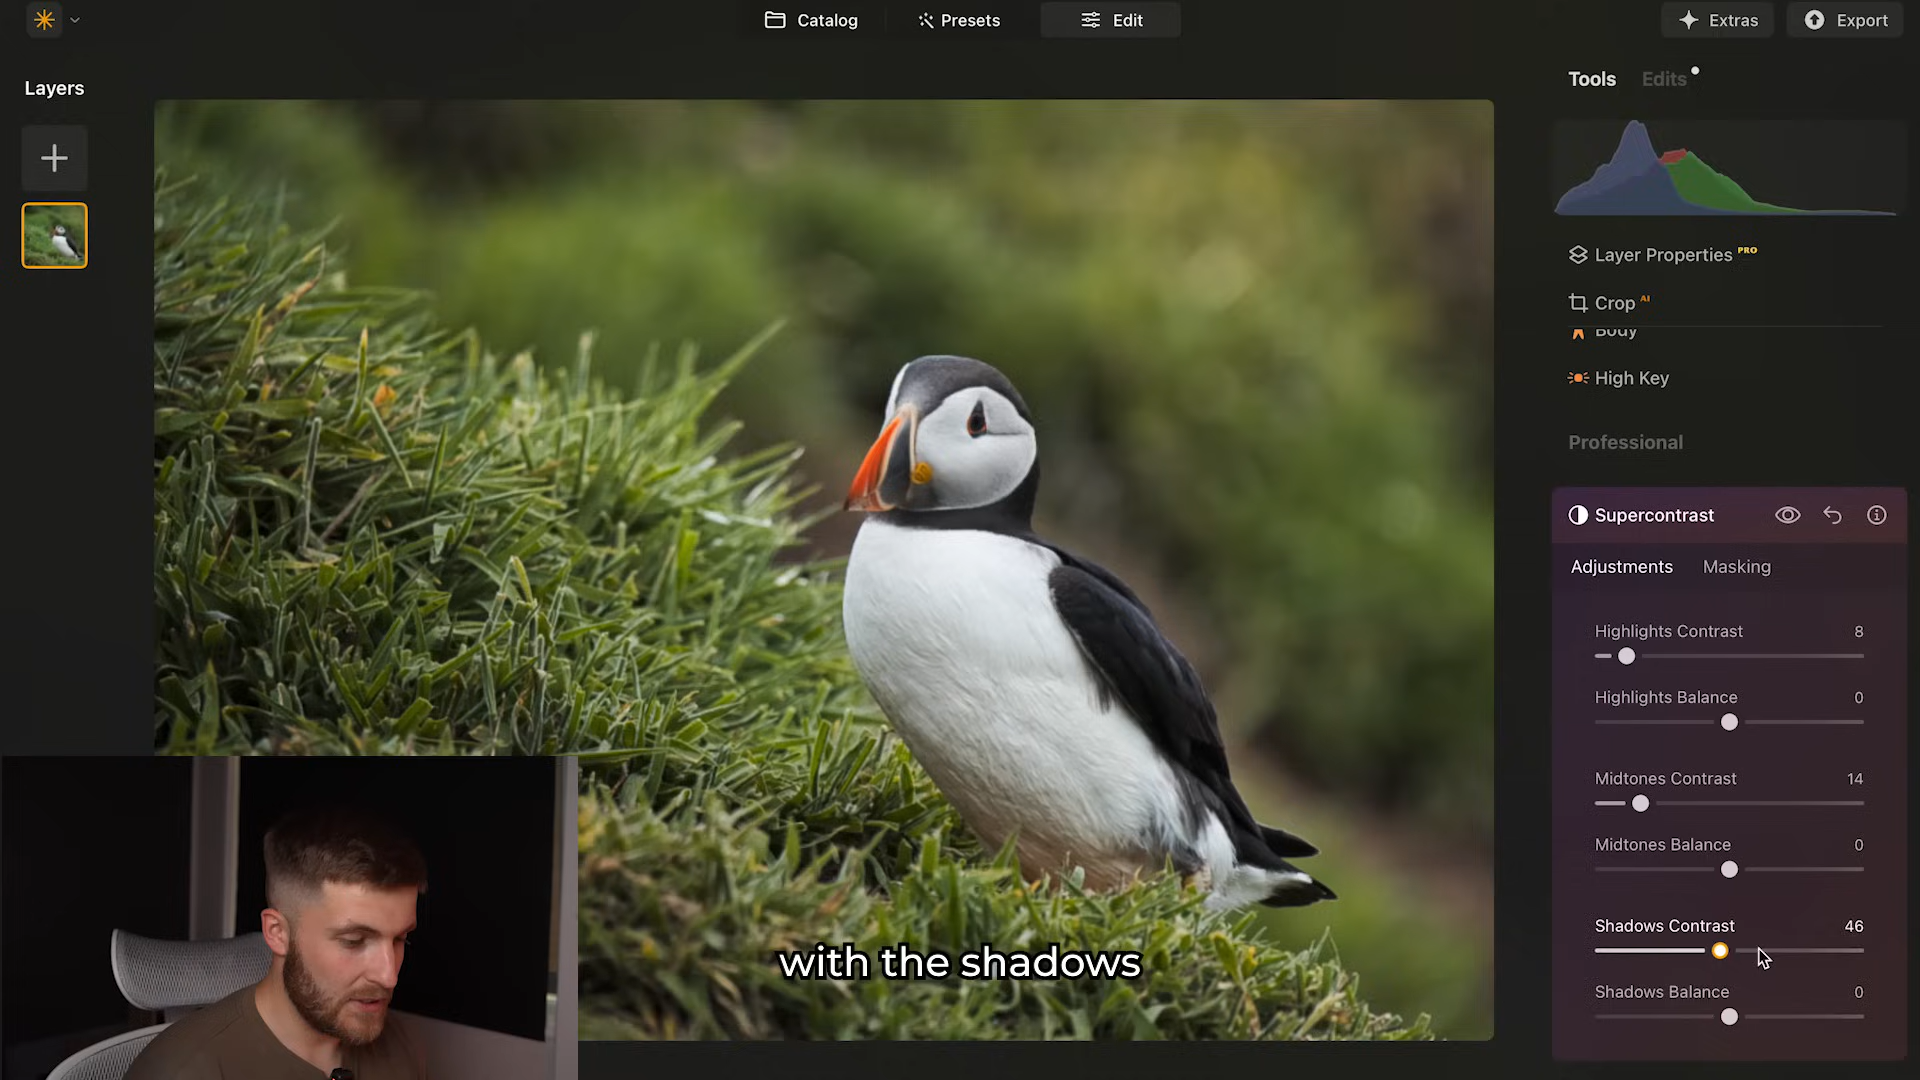 Catalog
Presets
Edit
Extras
Export
Layers
Tools
Edits
Layer Properties PRO
Crop AI
Body
High Key
Professional
Supercontrast
Adjustments
Masking
Highlights Contrast 8
Highlights Balance 0
Midtones Contrast 14
Midtones Balance 0
Shadows Contrast 46
Shadows Balance 0
with the shadows